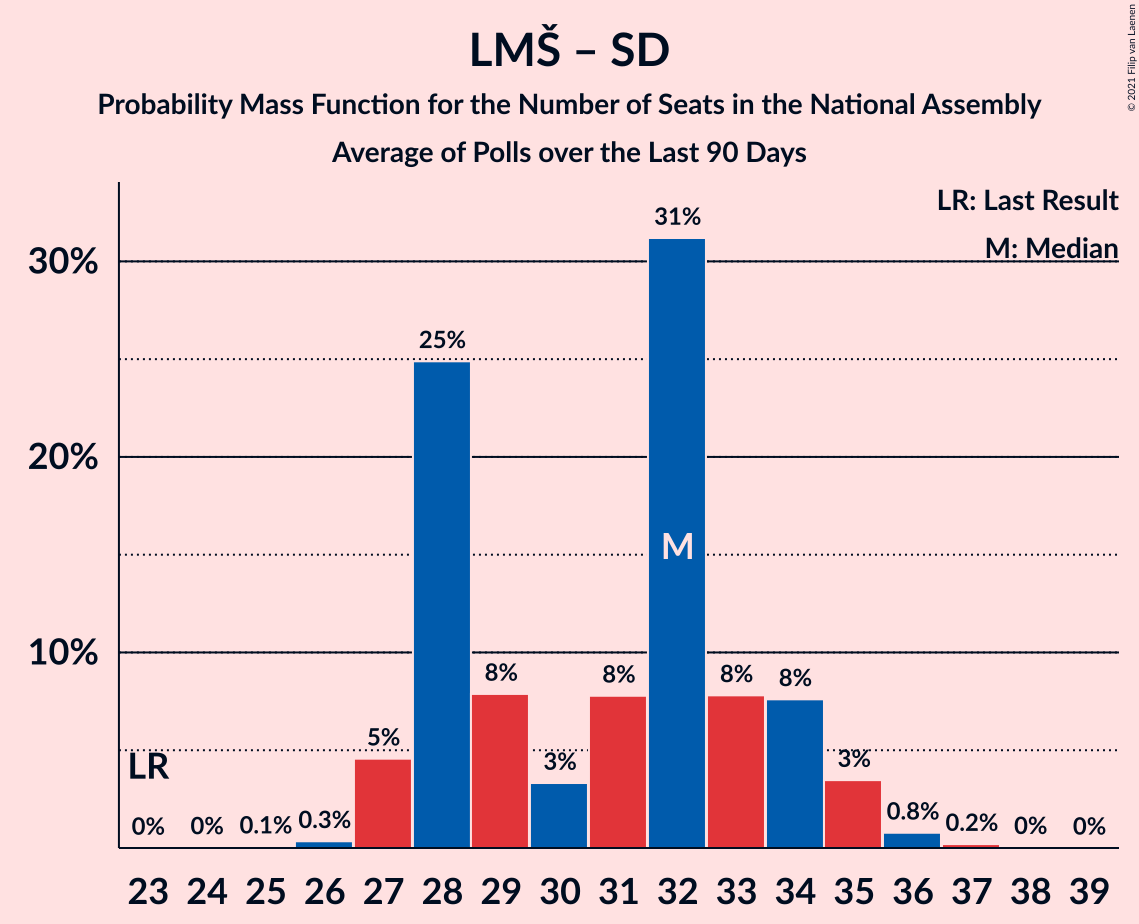 LMŠ – SD
Probability Mass Function for the Number of Seats in the National Assembly
Average of Polls over the Last 90 Days
© 2021 Filip van Laenen
LR: Last Result
M: Median
30%
20%
10%
31%
25%
M
8%
8%
8%
8%
5%
3%
3%
LR
0%
0%
0.1%
0.3%
0.8%
0.2%
0%
0%
23 24 25 26 27 28 29 30 31 32 33 34 35 36 37 38 39